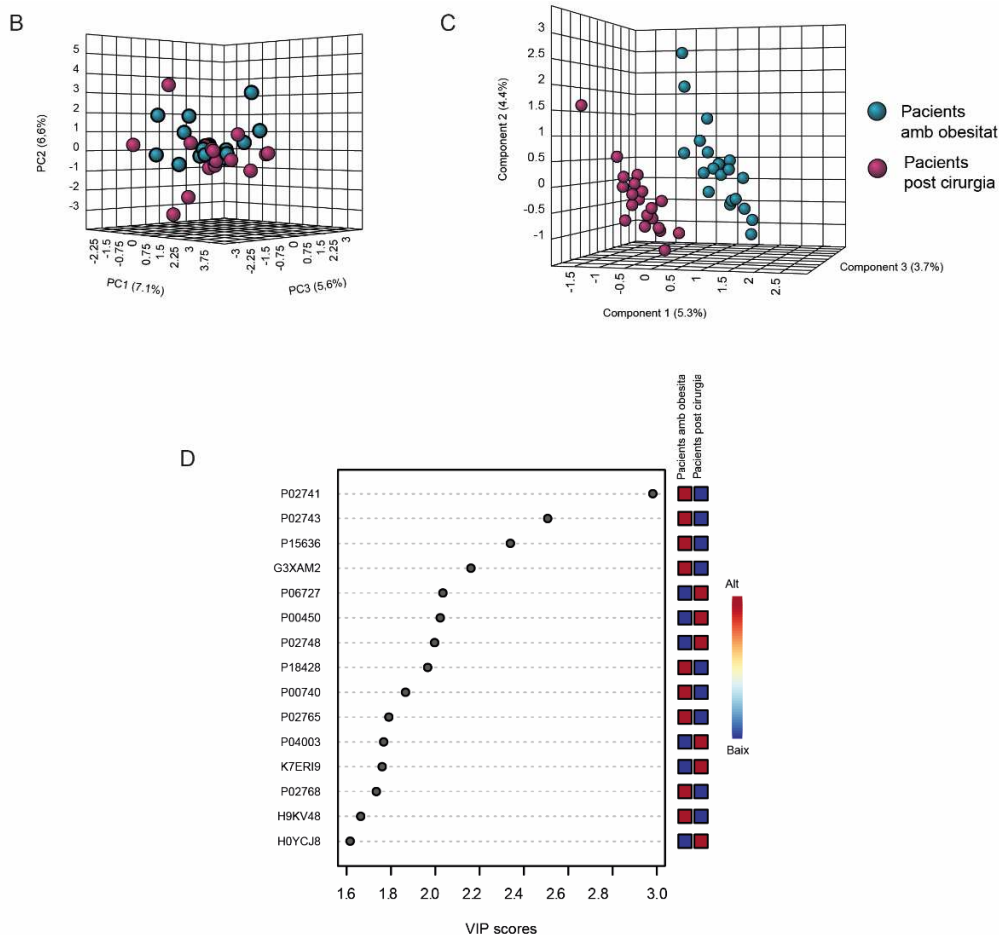 B
5
4
3
2
1
0
-1
-2
-3
PC2 (6,6%)
-2.25
-1.5
-0.75
0
0.75
1.5
2.25
3
3.75
PC1 (7.1%)
-3
-2.25
-1.5
-0.75
0
0.75
1.5
2.25
3
PC3 (5,6%)
C
3
2.5
2
1.5
1
0.5
0
-0.5
-1
Component 2 (4.4%)
-1.5
-1
-0.5
0
0.5
1
1.5
2
2.5
Component 1 (5.3%)
Component 3 (3.7%)
Pacients
amb obesitat
Pacients
post cirurgia
D
Pacients amb obesita
Pacients post cirurgia
P02741
P02743
P15636
G3XAM2
P06727
P00450
P02748
P18428
P00740
P02765
P04003
K7ERI9
P02768
H9KV48
H0YCJ8
Alt
Baix
1.6 1.8 2.0 2.2 2.4 2.6 2.8 3.0
VIP scores